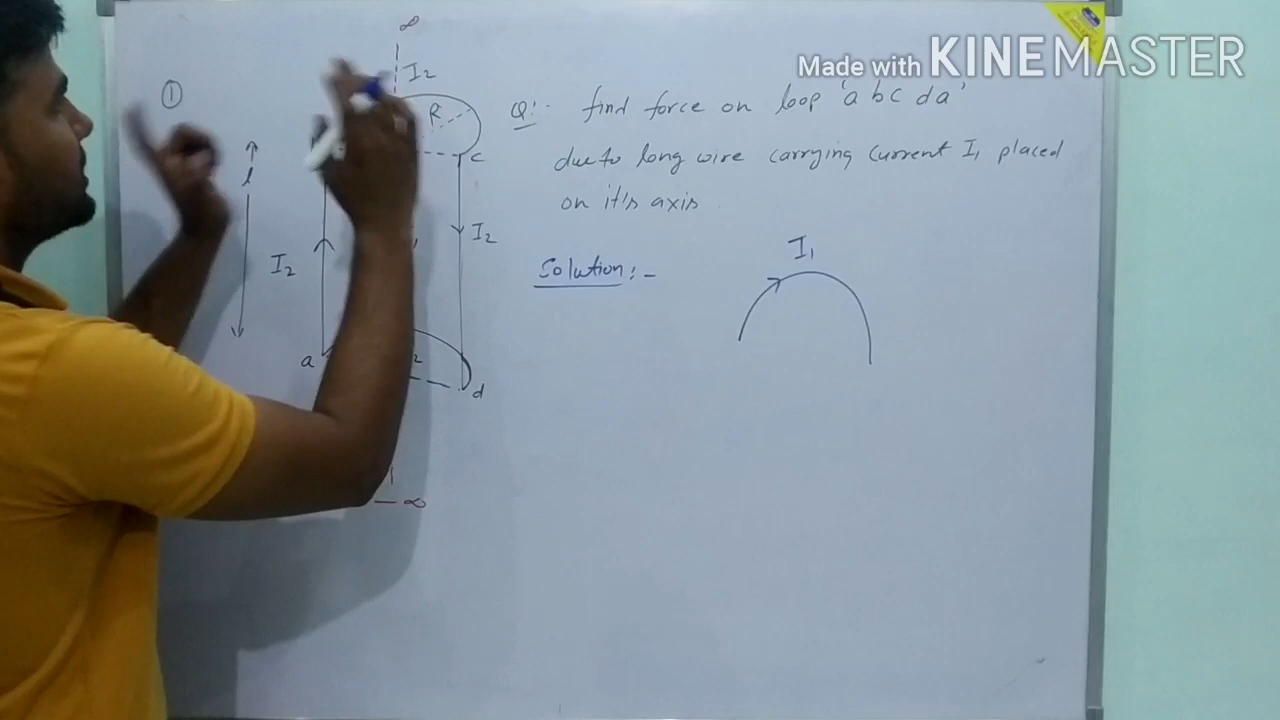 Made with KINEMASTER
①
∞
I₂
R
c
l
I₂
I₂
a
2
d
– ∞
Q:- find force on loop 'a b c d a'
due to long wire carrying current I₁ placed
on it's axis
Solution:-
I₁